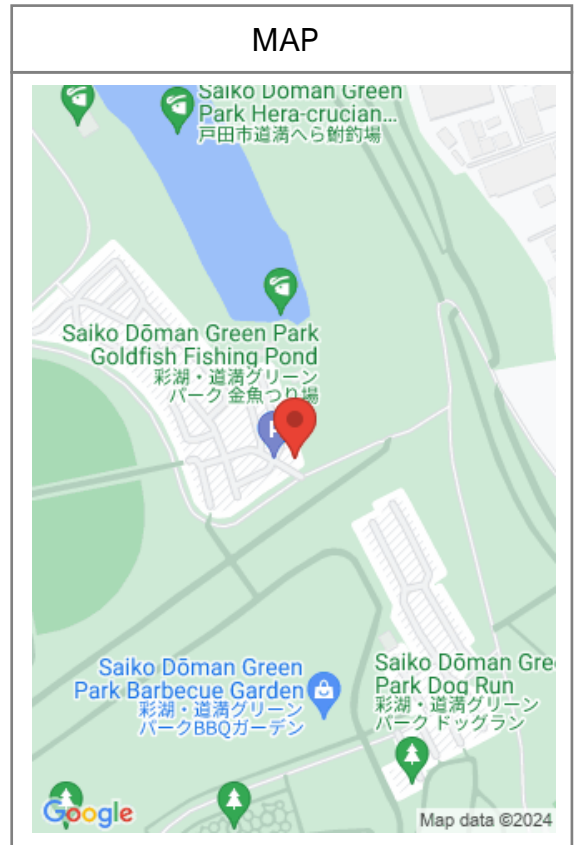 MAP
Saiko Dōman Green
Park Hera-crucian...
戸田市道満へら鮒釣場
Saiko Dōman Green Park
Goldfish Fishing Pond
彩湖・道満グリーン
パーク 金魚つり場
P
Saiko Dōman Green
Park Barbecue Garden
彩湖・道満グリーン
パークBBQガーデン
Saiko Dōman Gre
Park Dog Run
彩湖・道満グリーン
パーク ドッグラン
Google
Map data ©2024